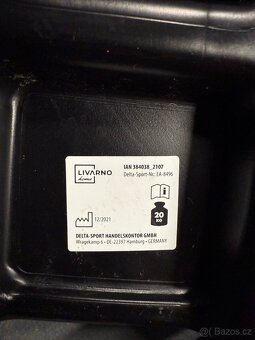 LIVARNO
home
IAN 384038_2107
Delta-Sport-Nr.: EA-8496
12/2021
20
KG
DELTA-SPORT HANDELSKONTOR GMBH
Wragekamp 6 • DE-22397 Hamburg • GERMANY
Bazoš.cz